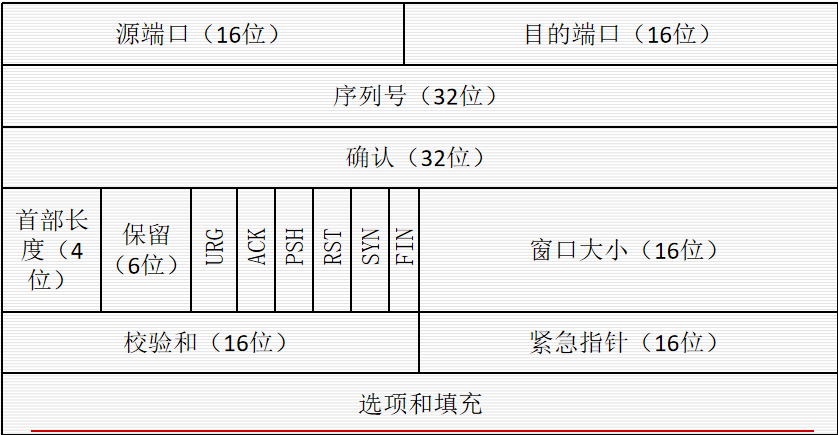 源端口（16位）
目的端口（16位）
序列号（32位）
确认（32位）
首部长
度（4
位）
保留
（6位）
URG
ACK
PSH
RST
SYN
FIN
窗口大小（16位）
校验和（16位）
紧急指针（16位）
选项和填充